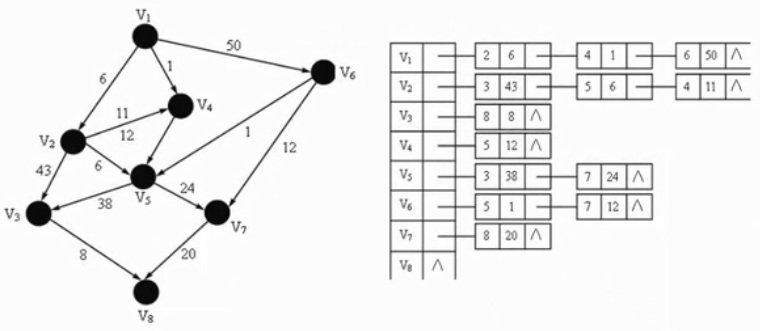 V1
50
1
6
V6
V4
11
12
V2
1
12
6
43
V5
24
38
V3
V7
8
20
V8
V1 2 6 4 1 6 50 ∧
V2 3 43 5 6 4 11 ∧
V3 8 8 ∧
V4 5 12 ∧
V5 3 38 7 24 ∧
V6 5 1 7 12 ∧
V7 8 20 ∧
V8 ∧